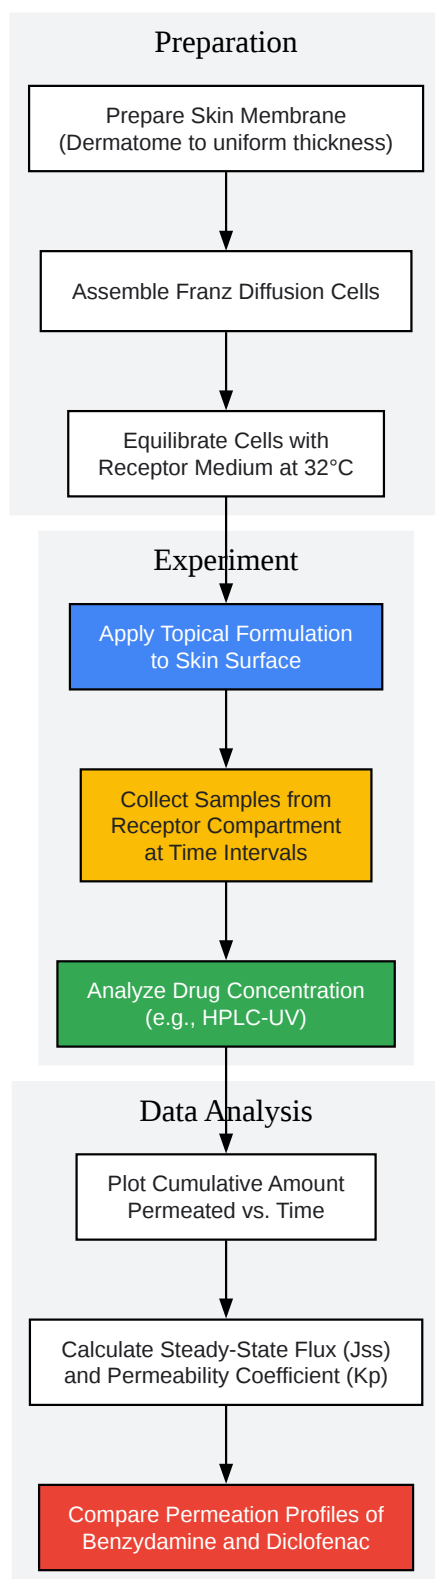 Preparation
Prepare Skin Membrane
(Dermatome to uniform thickness)
Assemble Franz Diffusion Cells
Equilibrate Cells with
Receptor Medium at 32°C
Experiment
Apply Topical Formulation
to Skin Surface
Collect Samples from
Receptor Compartment
at Time Intervals
Analyze Drug Concentration
(e.g., HPLC-UV)
Data Analysis
Plot Cumulative Amount
Permeated vs. Time
Calculate Steady-State Flux (Jss)
and Permeability Coefficient (Kp)
Compare Permeation Profiles of
Benzydamine and Diclofenac